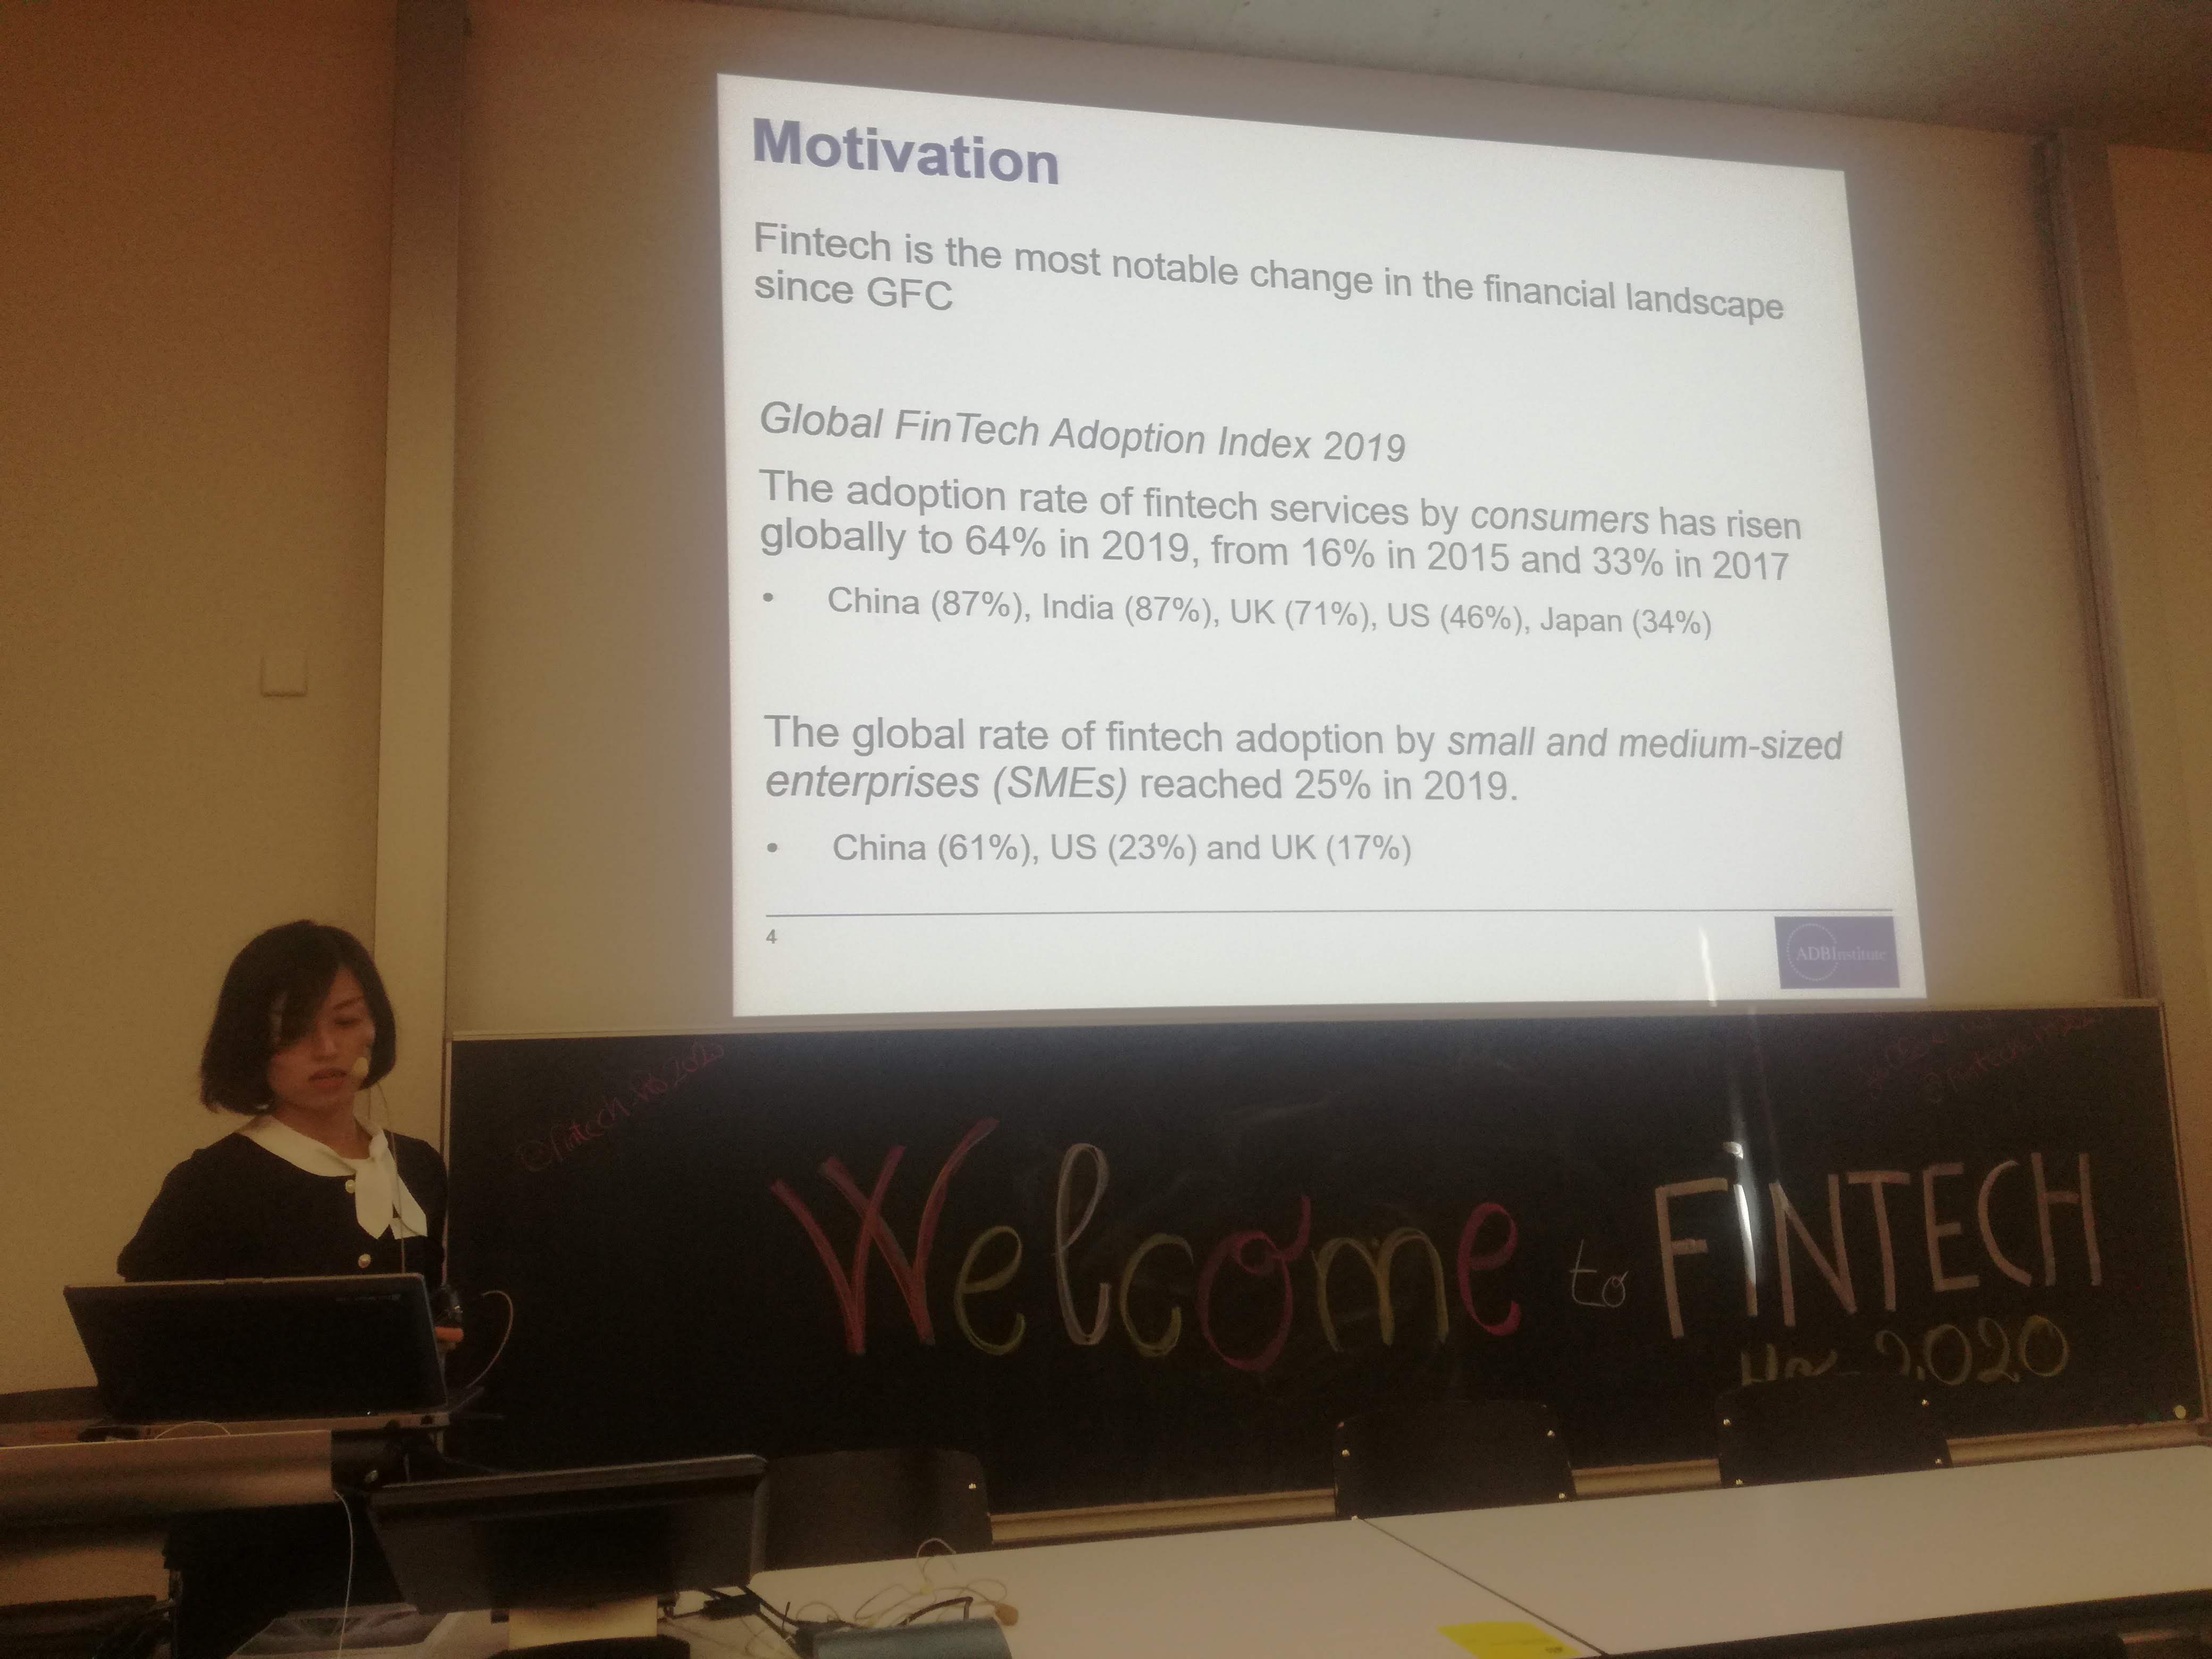 Motivation
Fintech is the most notable change in the financial landscape
since GFC
Global FinTech Adoption Index 2019
The adoption rate of fintech services by consumers has risen
globally to 64% in 2019, from 16% in 2015 and 33% in 2017
• China (87%), India (87%), UK (71%), US (46%), Japan (34%)
The global rate of fintech adoption by small and medium-sized
enterprises (SMEs) reached 25% in 2019.
• China (61%), US (23%) and UK (17%)
4
ADBInstitute
Welcome to FINTECH
2020